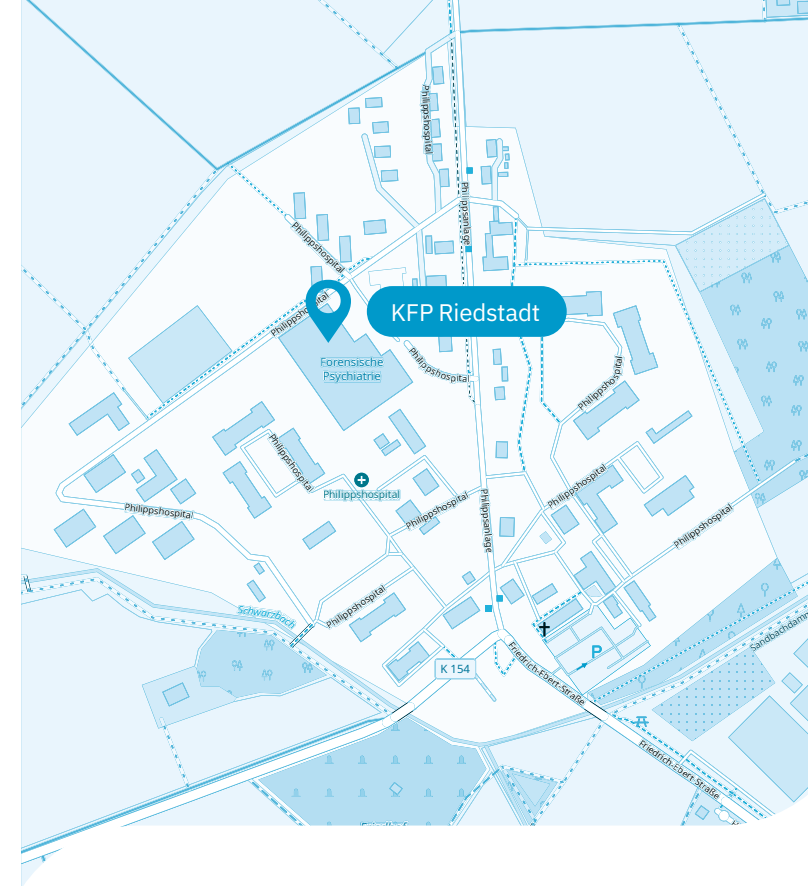 Philippshospital
Philippsanlage
Philippshospital
Philippshospital
KFP Riedstadt
Forensische
Psychiatrie
Philippshospital
Philippshospital
Philippshospital
Philippshospital
Philippshospital
Philippshospital
Philippshospital
Philippsanlage
Philippshospital
Philippshospital
Schwarzbach
Philippshospital
Sandbachdamm
P
K 154
Friedrich-Ebert-Straße
Friedrich-Ebert-Straße